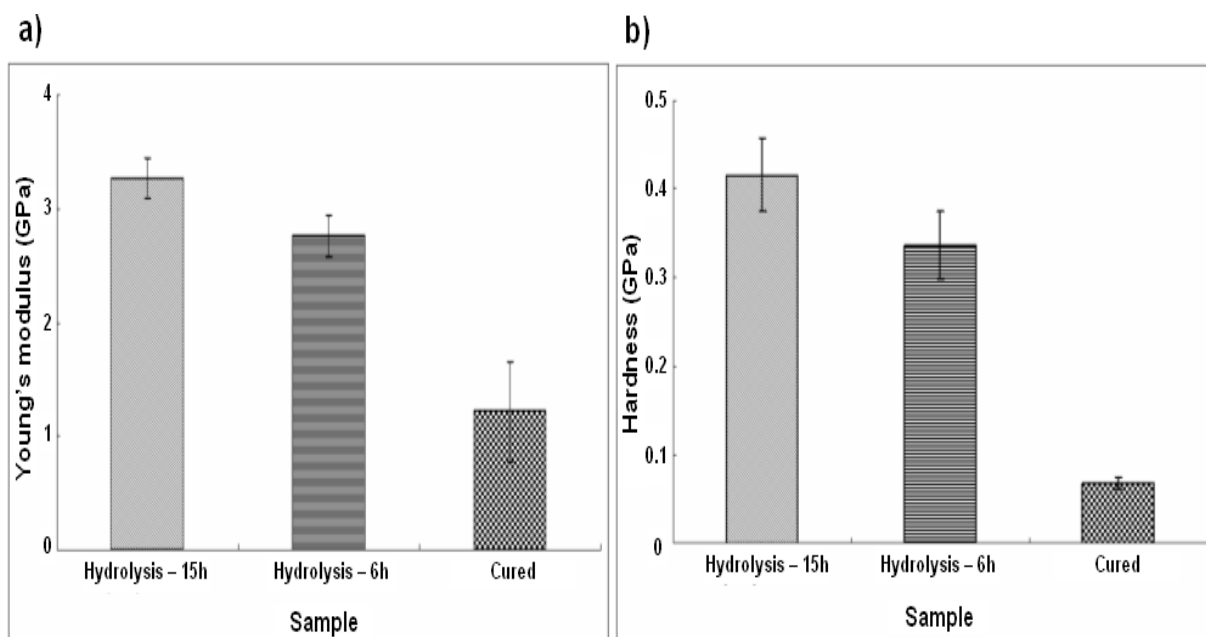 a)
Young's modulus (GPa)
4
3
2
1
0
Hydrolysis – 15h
Hydrolysis – 6h
Cured
Sample
b)
Hardness (GPa)
0.5
0.4
0.3
0.2
0.1
0
Hydrolysis – 15h
Hydrolysis – 6h
Cured
Sample